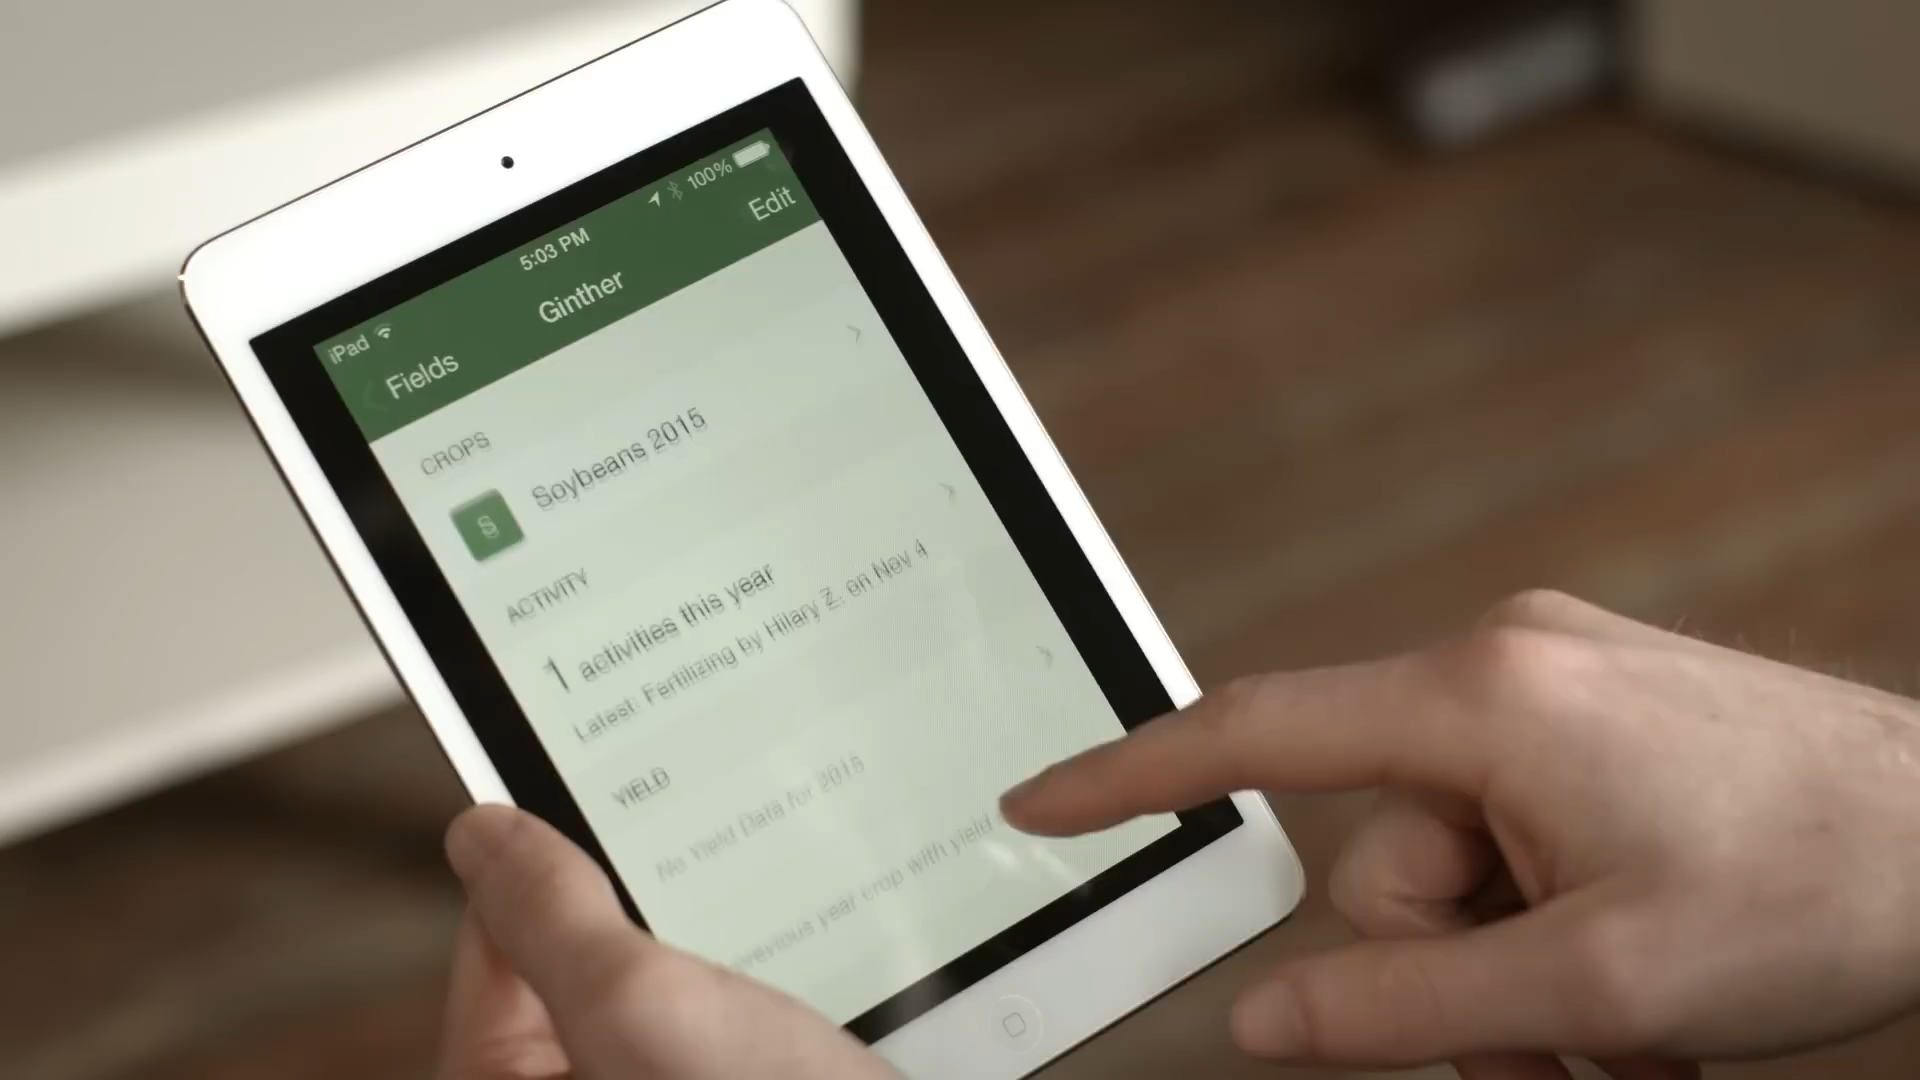 iPad
5:03 PM
100%
Fields
Ginther
Edit
CROPS
S
Soybeans 2015
ACTIVITY
1 activities this year
Latest: Fertilizing by Hilary Z. on Nov 4
YIELD
No Yield Data for 2015
previous year crop with yield